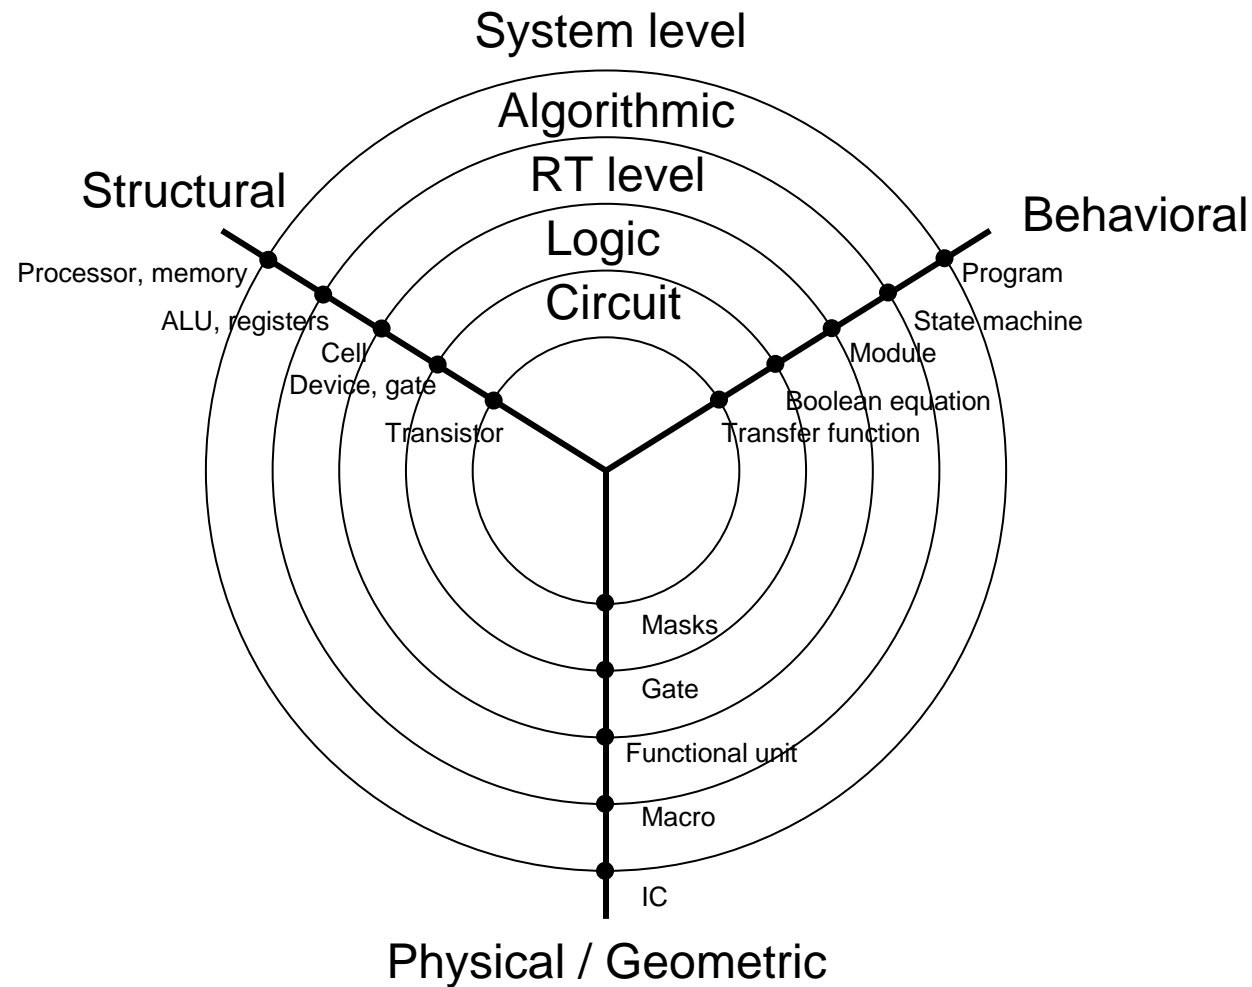 System level
Algorithmic
RT level
Logic
Circuit
Structural
Processor, memory
ALU, registers
Cell
Device, gate
Transistor
Behavioral
Program
State machine
Module
Boolean equation
Transfer function
Masks
Gate
Functional unit
Macro
IC
Physical / Geometric